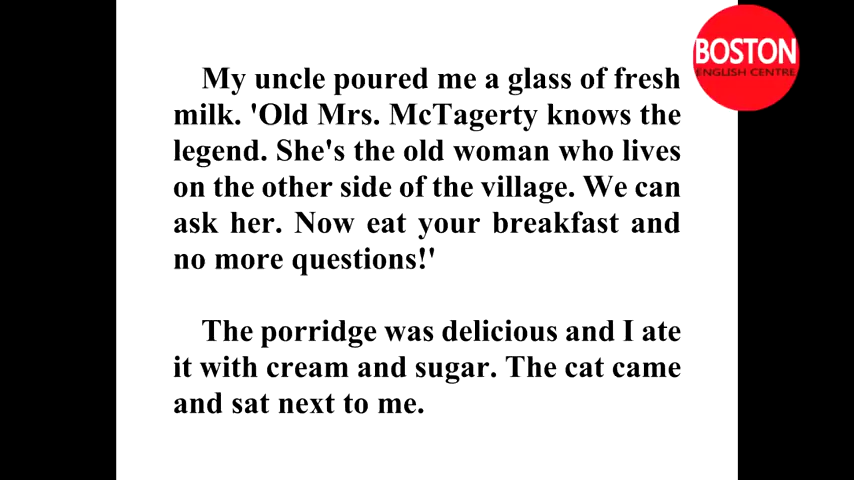 BOSTON
ENGLISH CENTRE
My uncle poured me a glass of fresh
milk. 'Old Mrs. McTagerty knows the
legend. She's the old woman who lives
on the other side of the village. We can
ask her. Now eat your breakfast and
no more questions!'
The porridge was delicious and I ate
it with cream and sugar. The cat came
and sat next to me.